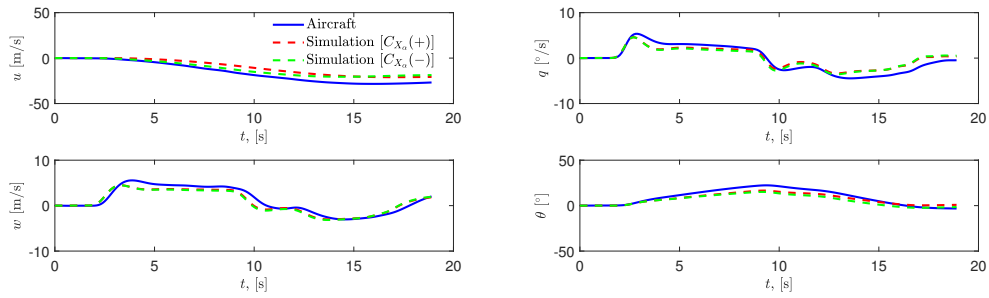 50
0
-50
u [m/s]
0 5 10 15 20
t, [s]
Aircraft
Simulation [C_{X_α}(+)]
Simulation [C_{X_α}(−)]
10
0
-10
q [°/s]
0 5 10 15 20
t, [s]
10
0
-10
w [m/s]
0 5 10 15 20
t, [s]
50
0
-50
θ [°]
0 5 10 15 20
t, [s]